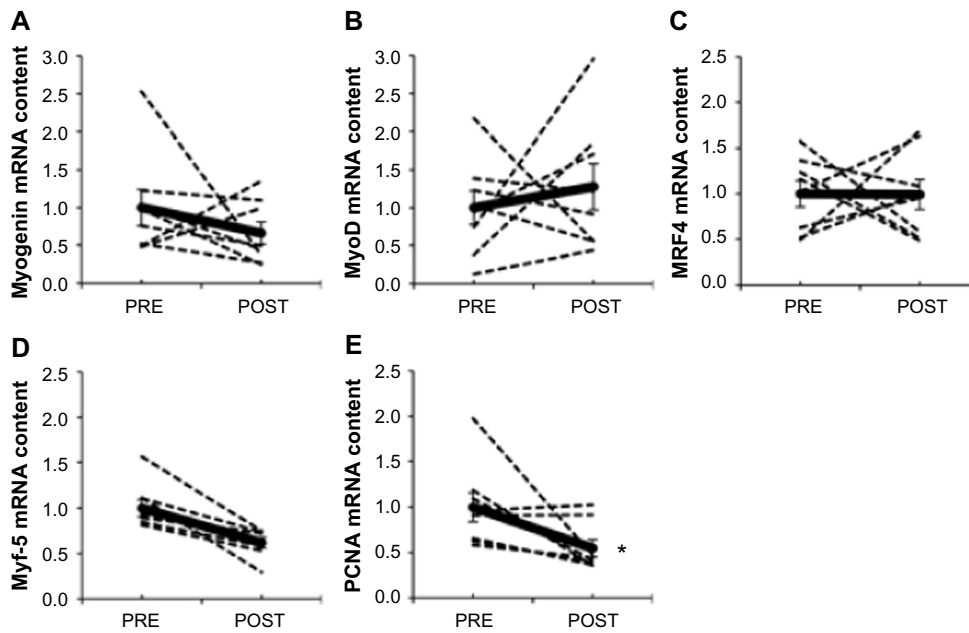 A
Myogenin mRNA content
3.0
2.5
2.0
1.5
1.0
0.5
0.0
PRE POST
B
MyoD mRNA content
3.0
2.5
2.0
1.5
1.0
0.5
0.0
PRE POST
C
MRF4 mRNA content
2.5
2.0
1.5
1.0
0.5
0.0
PRE POST
D
Myf-5 mRNA content
2.5
2.0
1.5
1.0
0.5
0.0
PRE POST
E
PCNA mRNA content
2.5
2.0
1.5
1.0
0.5
0.0
*
PRE POST